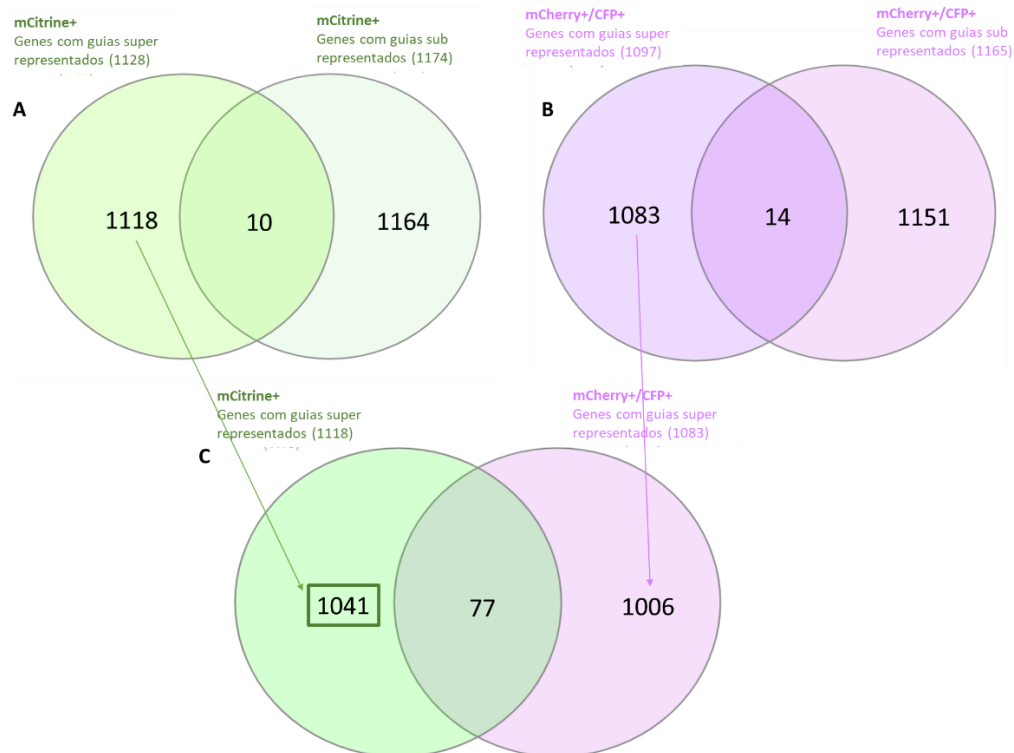 mCitrine+
Genes com guias super
representados (1128)
mCitrine+
Genes com guias sub
representados (1174)
mCherry+/CFP+
Genes com guias super
representados (1097)
mCherry+/CFP+
Genes com guias sub
representados (1165)
A
1118
10
1164
B
1083
14
1151
mCitrine+
Genes com guias super
representados (1118)
mCherry+/CFP+
Genes com guias super
representados (1083)
C
1041
77
1006